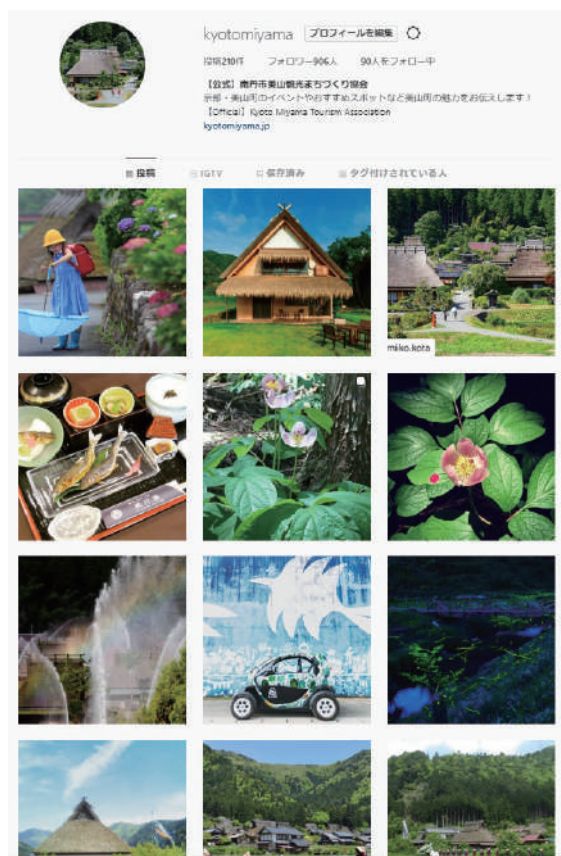 kyotomiyama プロフィールを編集
投稿210件 フォロワー906人 90人をフォロー中
【公式】南丹市美山観光まちづくり協会
京都・美山町のイベントやおすすめスポットなど美山町の魅力をお伝えします！
【Official】Kyoto Miyama Tourism Association
kyotomiyama.jp
投稿 IGTV 保存済み タグ付けされている人
miko.kota